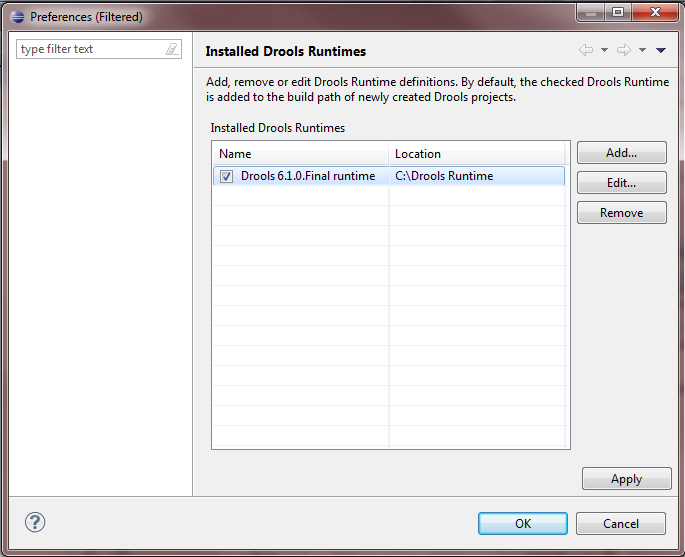 Preferences (Filtered)
type filter text
Installed Drools Runtimes
Add, remove or edit Drools Runtime definitions. By default, the checked Drools Runtime
is added to the build path of newly created Drools projects.
Installed Drools Runtimes
Name Location
Drools 6.1.0.Final runtime C:\Drools Runtime
Add...
Edit...
Remove
Apply
OK Cancel